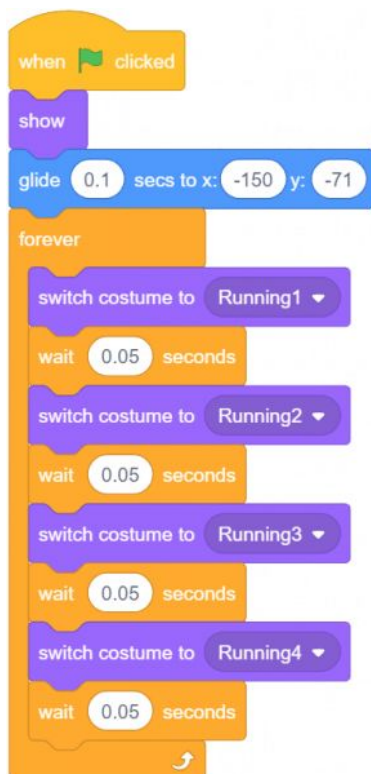 when clicked
show
glide 0.1 secs to x: -150 y: -71
forever
switch costume to Running1
wait 0.05 seconds
switch costume to Running2
wait 0.05 seconds
switch costume to Running3
wait 0.05 seconds
switch costume to Running4
wait 0.05 seconds